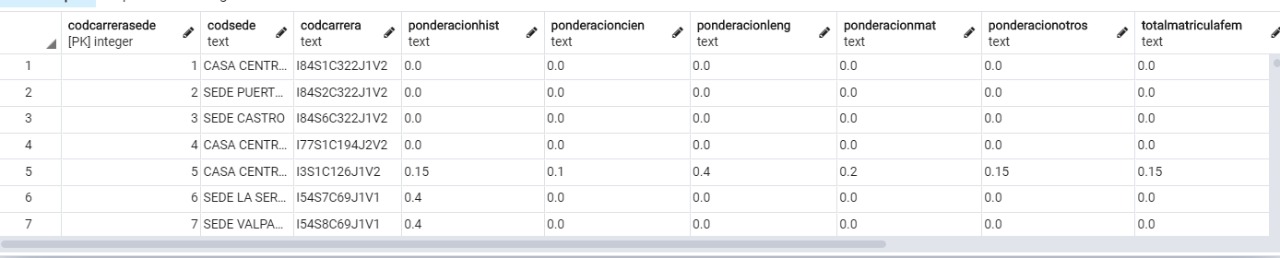 codcarrerasede codsede codcarrera ponderacionhist ponderacioncien ponderacionleng ponderacionmat ponderacionotros totalmatriculafem
[PK] integer text text text text text text text text
1 1 CASA CENTR... I84S1C322J1V2 0.0 0.0 0.0 0.0 0.0 0.0
2 2 SEDE PUERT... I84S2C322J1V2 0.0 0.0 0.0 0.0 0.0 0.0
3 3 SEDE CASTRO I84S6C322J1V2 0.0 0.0 0.0 0.0 0.0 0.0
4 4 CASA CENTR... I77S1C194J2V2 0.0 0.0 0.0 0.0 0.0 0.0
5 5 CASA CENTR... I3S1C126J1V2 0.15 0.1 0.4 0.2 0.15 0.15
6 6 SEDE LA SER... I54S7C69J1V1 0.4 0.0 0.0 0.0 0.0 0.0
7 7 SEDE VALPA... I54S8C69J1V1 0.4 0.0 0.0 0.0 0.0 0.0